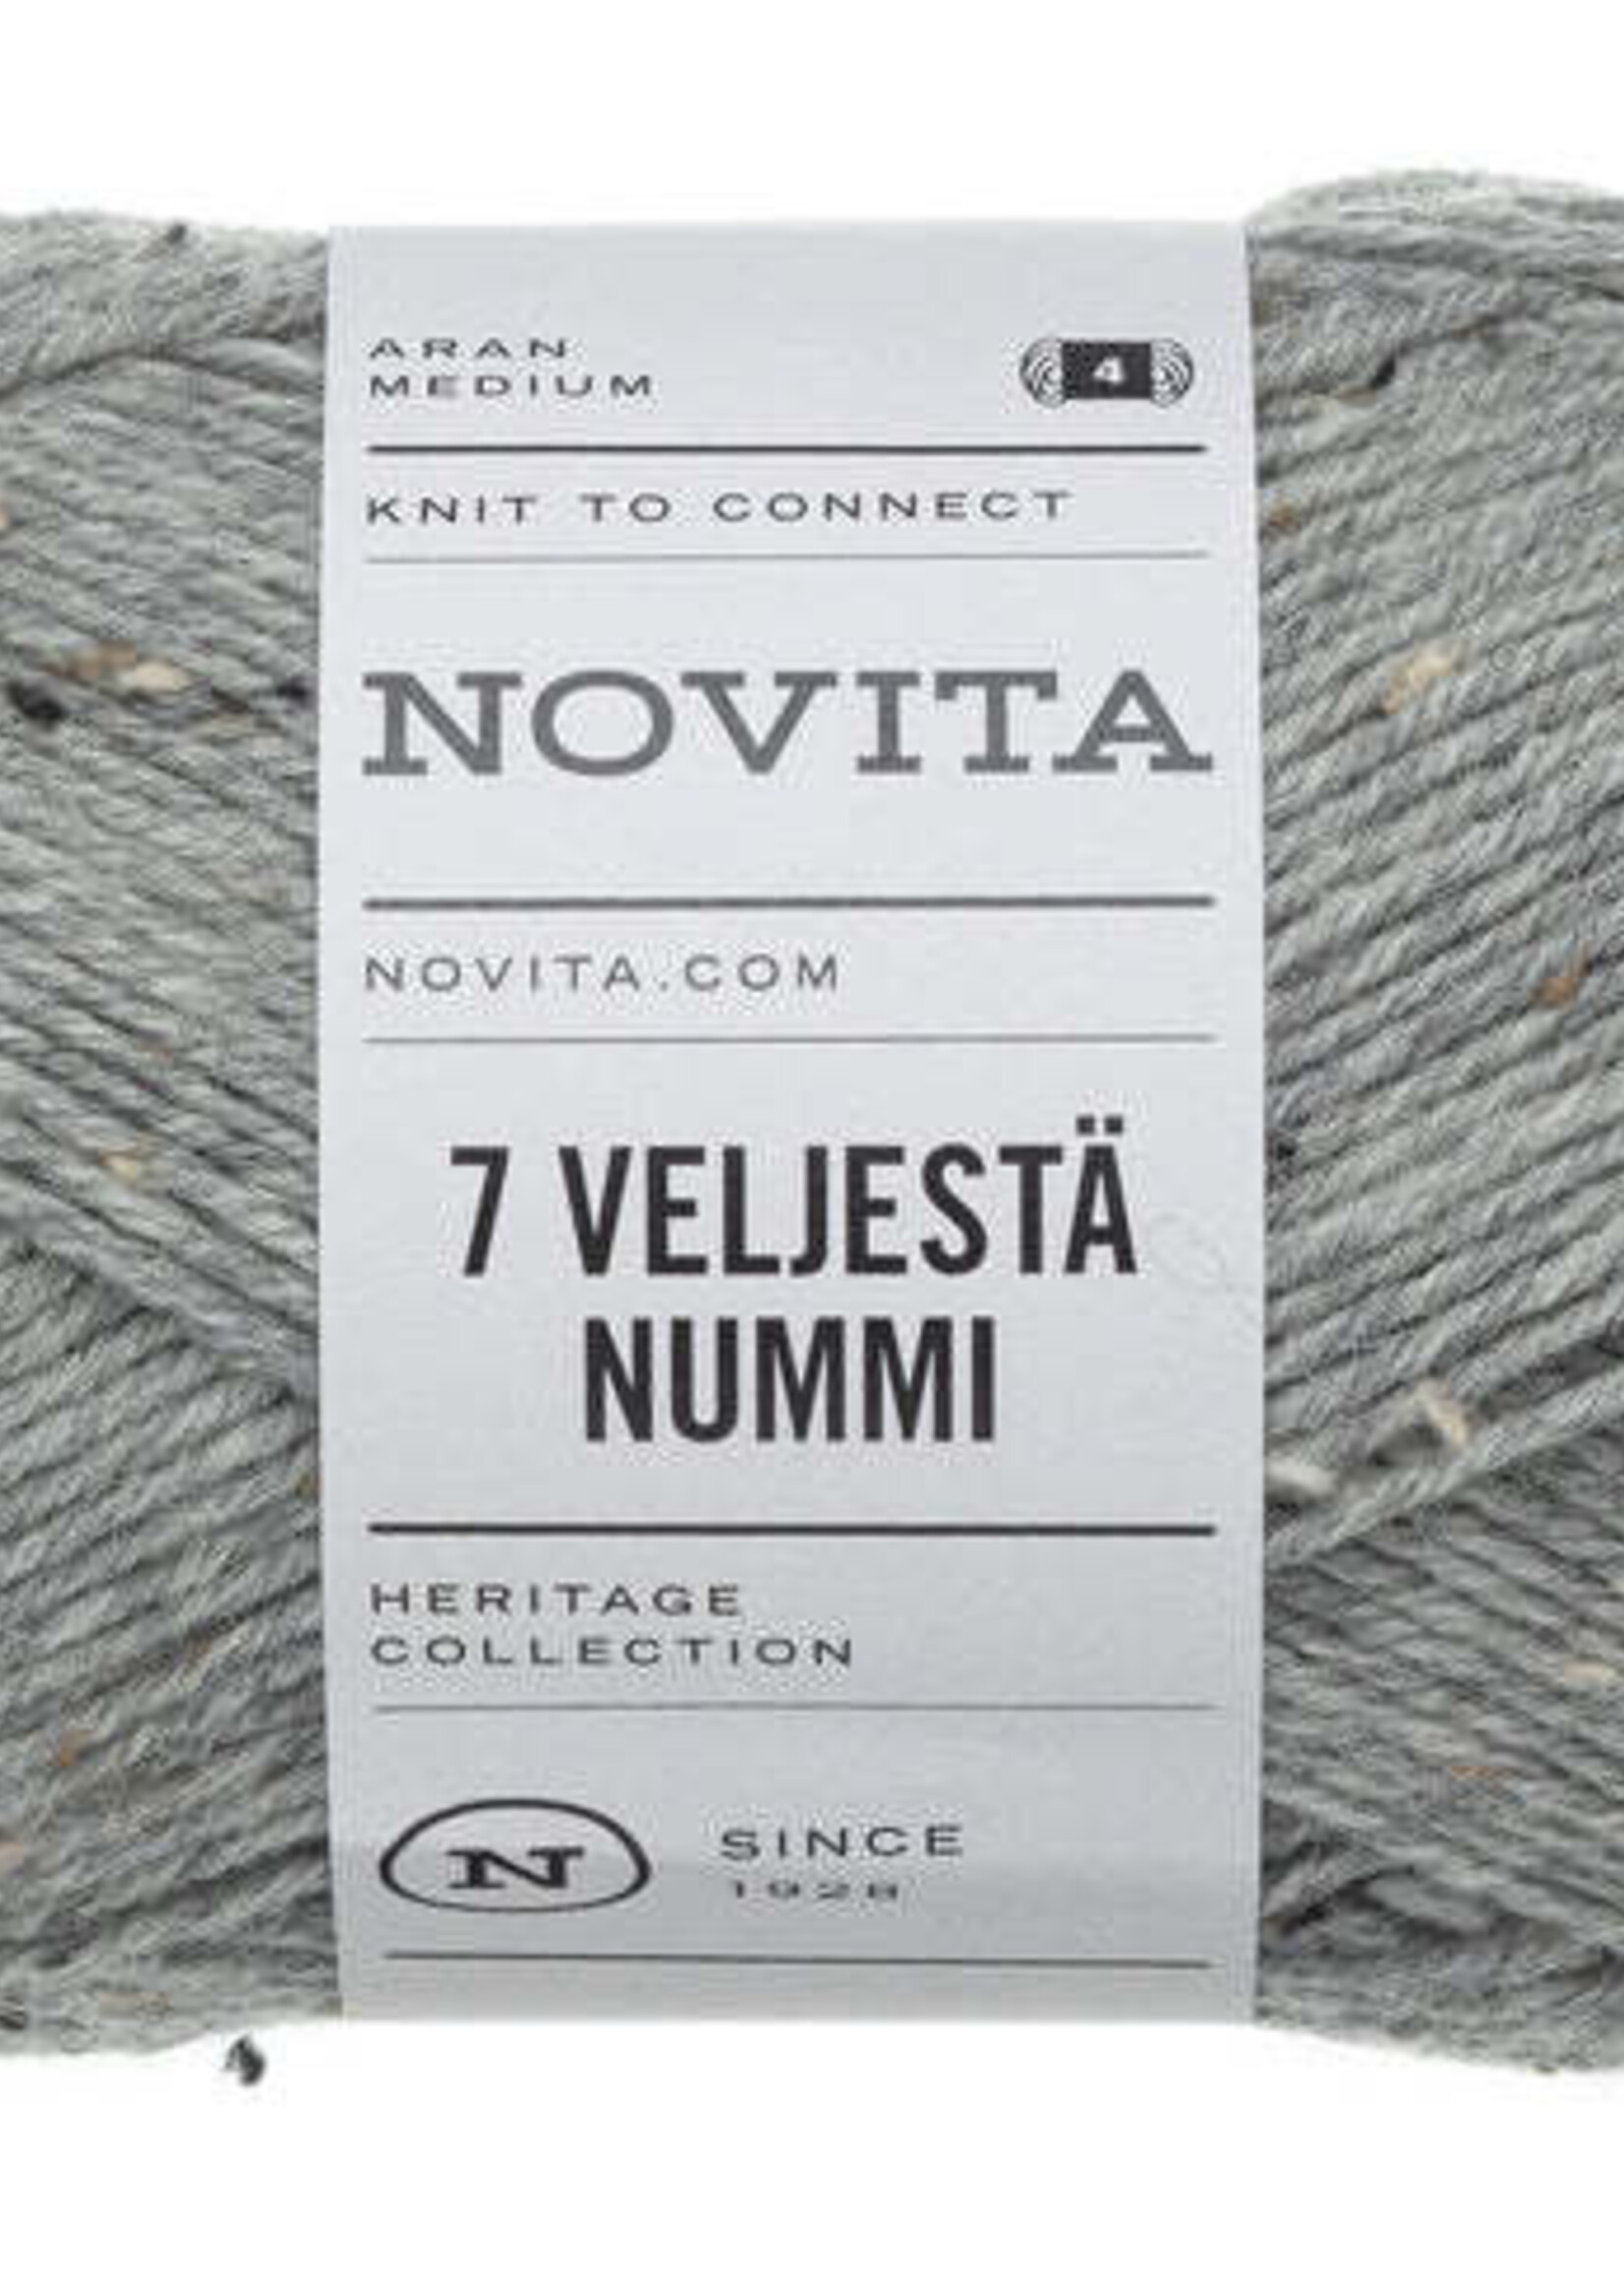 ARAN
MEDIUM
4
KNIT TO CONNECT
NOVITA
NOVITA.COM
7 VELJESTÄ
NUMMI
HERITAGE
COLLECTION
N
SINCE
1928